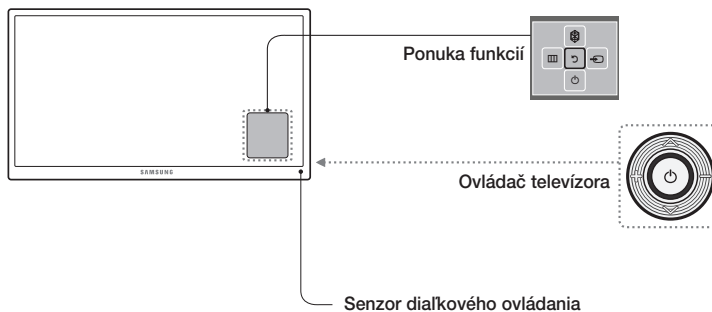 Ponuka funkcií
SAMSUNG
Ovládač televízora
Senzor diaľkového ovládania